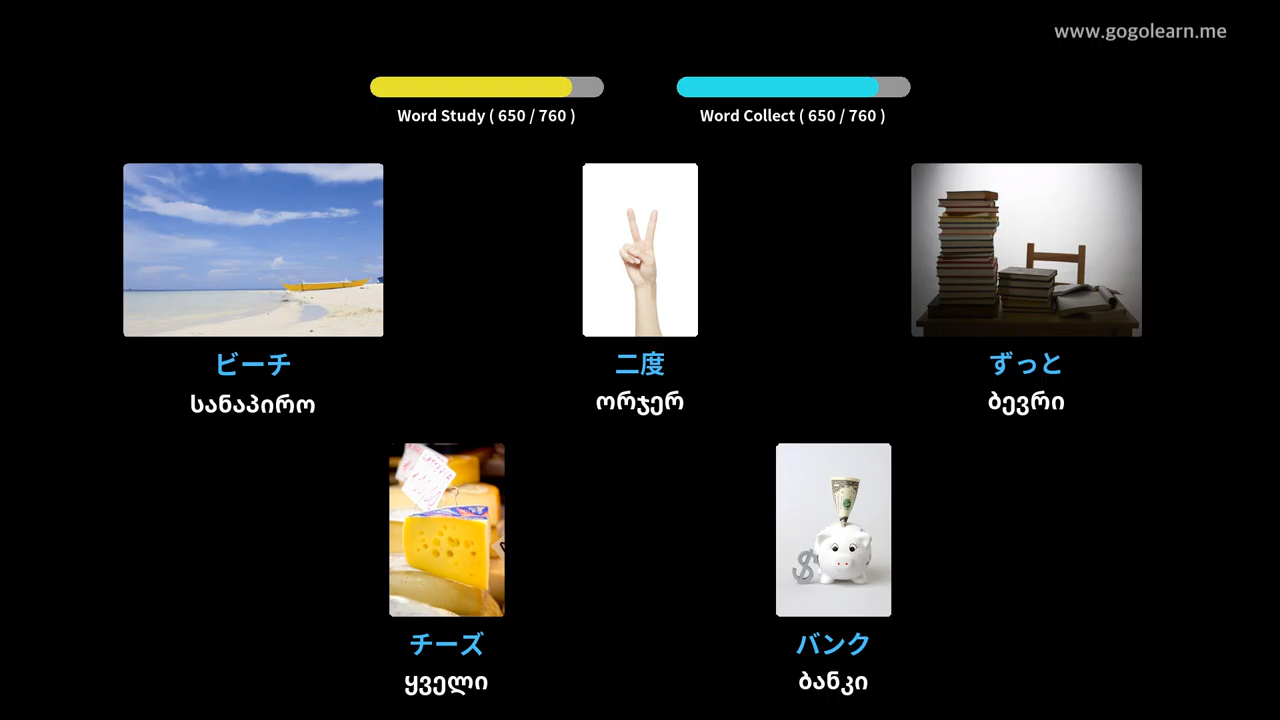 www.gogolearn.me
Word Study ( 650 / 760 )
Word Collect ( 650 / 760 )
ビーチ
სანაპირო
二度
ორჯერ
ずっと
ბევრი
チーズ
ყველი
バンク
ბანკი